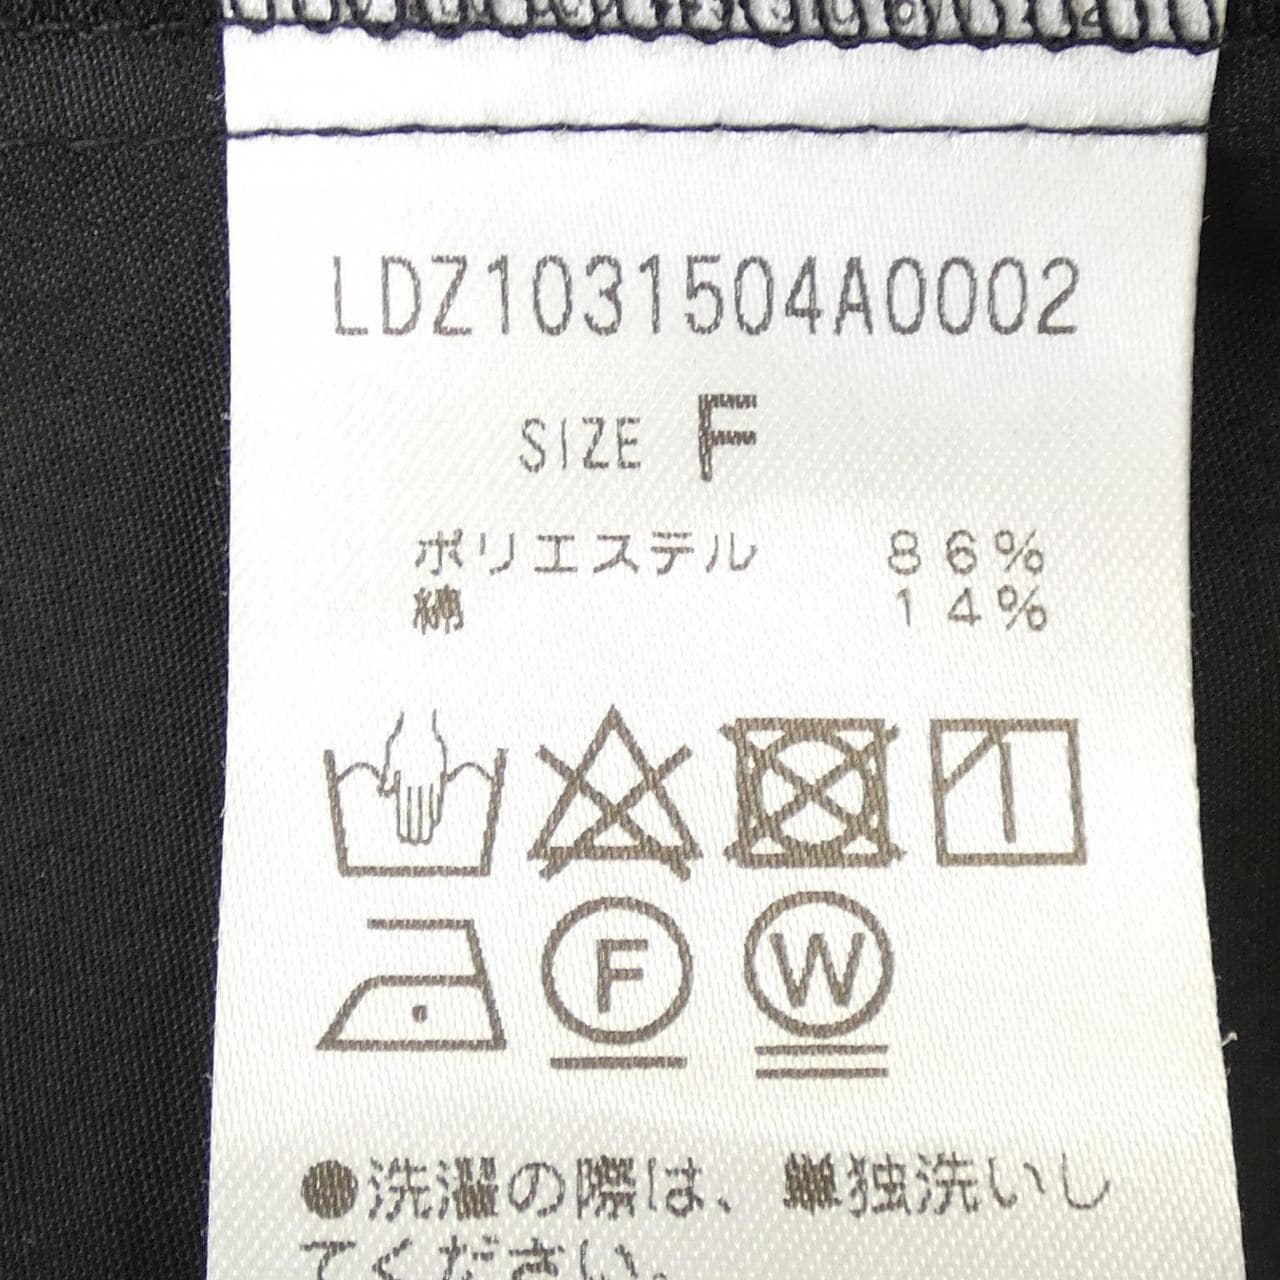 LDZ1031504A0002
SIZE F
ポリエステル 86%
綿 14%
F W
●洗濯の際は、単独洗いし
てください。